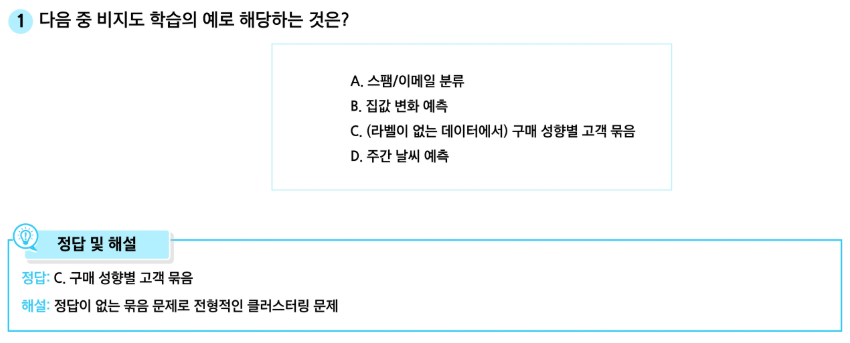 1 다음 중 비지도 학습의 예로 해당하는 것은?
A. 스팸/이메일 분류
B. 집값 변화 예측
C. (라벨이 없는 데이터에서) 구매 성향별 고객 묶음
D. 주간 날씨 예측
정답 및 해설
정답: C. 구매 성향별 고객 묶음
해설: 정답이 없는 묶음 문제로 전형적인 클러스터링 문제